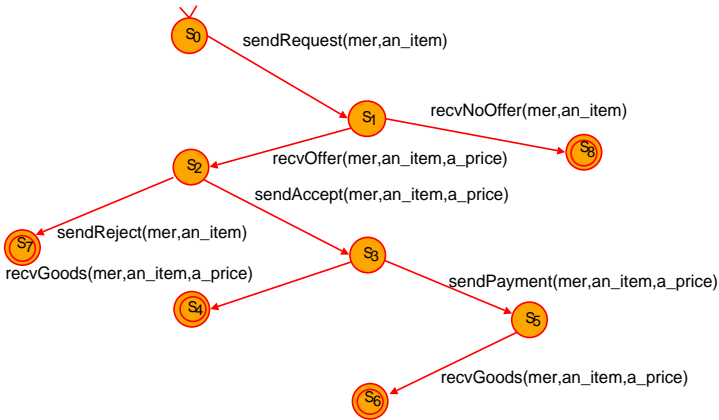 S0
sendRequest(mer,an_item)
recvNoOffer(mer,an_item)
S1
S8
recvOffer(mer,an_item,a_price)
S2
sendAccept(mer,an_item,a_price)
sendReject(mer,an_item)
S7
S3
recvGoods(mer,an_item,a_price)
sendPayment(mer,an_item,a_price)
S4
S5
recvGoods(mer,an_item,a_price)
S6